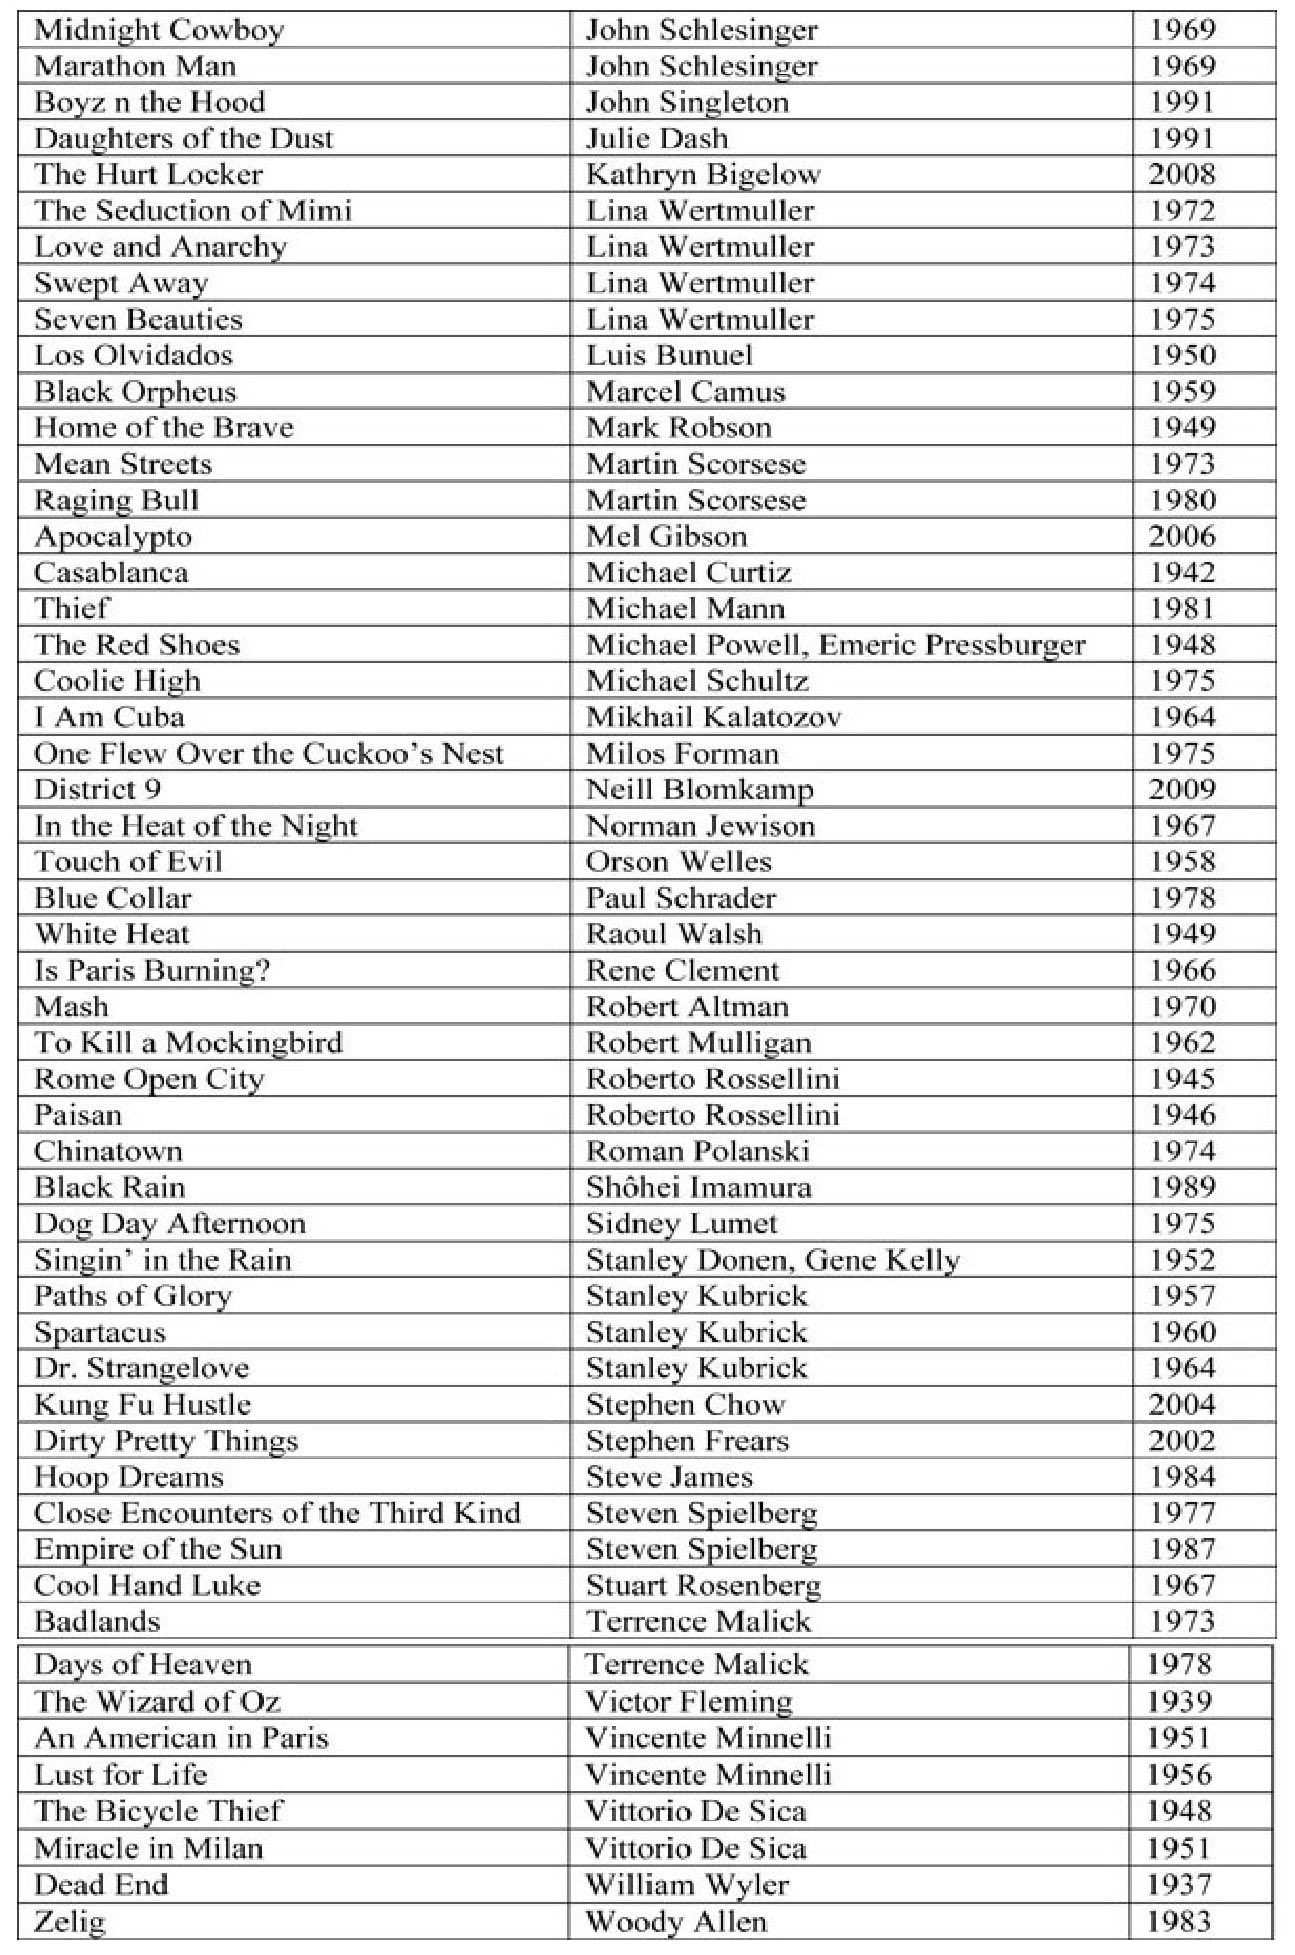 Midnight Cowboy John Schlesinger 1969
Marathon Man John Schlesinger 1969
Boyz n the Hood John Singleton 1991
Daughters of the Dust Julie Dash 1991
The Hurt Locker Kathryn Bigelow 2008
The Seduction of Mimi Lina Wertmuller 1972
Love and Anarchy Lina Wertmuller 1973
Swept Away Lina Wertmuller 1974
Seven Beauties Lina Wertmuller 1975
Los Olvidados Luis Bunuel 1950
Black Orpheus Marcel Camus 1959
Home of the Brave Mark Robson 1949
Mean Streets Martin Scorsese 1973
Raging Bull Martin Scorsese 1980
Apocalypto Mel Gibson 2006
Casablanca Michael Curtiz 1942
Thief Michael Mann 1981
The Red Shoes Michael Powell, Emeric Pressburger 1948
Coolie High Michael Schultz 1975
I Am Cuba Mikhail Kalatozov 1964
One Flew Over the Cuckoo’s Nest Milos Forman 1975
District 9 Neill Blomkamp 2009
In the Heat of the Night Norman Jewison 1967
Touch of Evil Orson Welles 1958
Blue Collar Paul Schrader 1978
White Heat Raoul Walsh 1949
Is Paris Burning? Rene Clement 1966
Mash Robert Altman 1970
To Kill a Mockingbird Robert Mulligan 1962
Rome Open City Roberto Rossellini 1945
Paisan Roberto Rossellini 1946
Chinatown Roman Polanski 1974
Black Rain Shôhei Imamura 1989
Dog Day Afternoon Sidney Lumet 1975
Singin’ in the Rain Stanley Donen, Gene Kelly 1952
Paths of Glory Stanley Kubrick 1957
Spartacus Stanley Kubrick 1960
Dr. Strangelove Stanley Kubrick 1964
Kung Fu Hustle Stephen Chow 2004
Dirty Pretty Things Stephen Frears 2002
Hoop Dreams Steve James 1984
Close Encounters of the Third Kind Steven Spielberg 1977
Empire of the Sun Steven Spielberg 1987
Cool Hand Luke Stuart Rosenberg 1967
Badlands Terrence Malick 1973
Days of Heaven Terrence Malick 1978
The Wizard of Oz Victor Fleming 1939
An American in Paris Vincente Minnelli 1951
Lust for Life Vincente Minnelli 1956
The Bicycle Thief Vittorio De Sica 1948
Miracle in Milan Vittorio De Sica 1951
Dead End William Wyler 1937
Zelig Woody Allen 1983